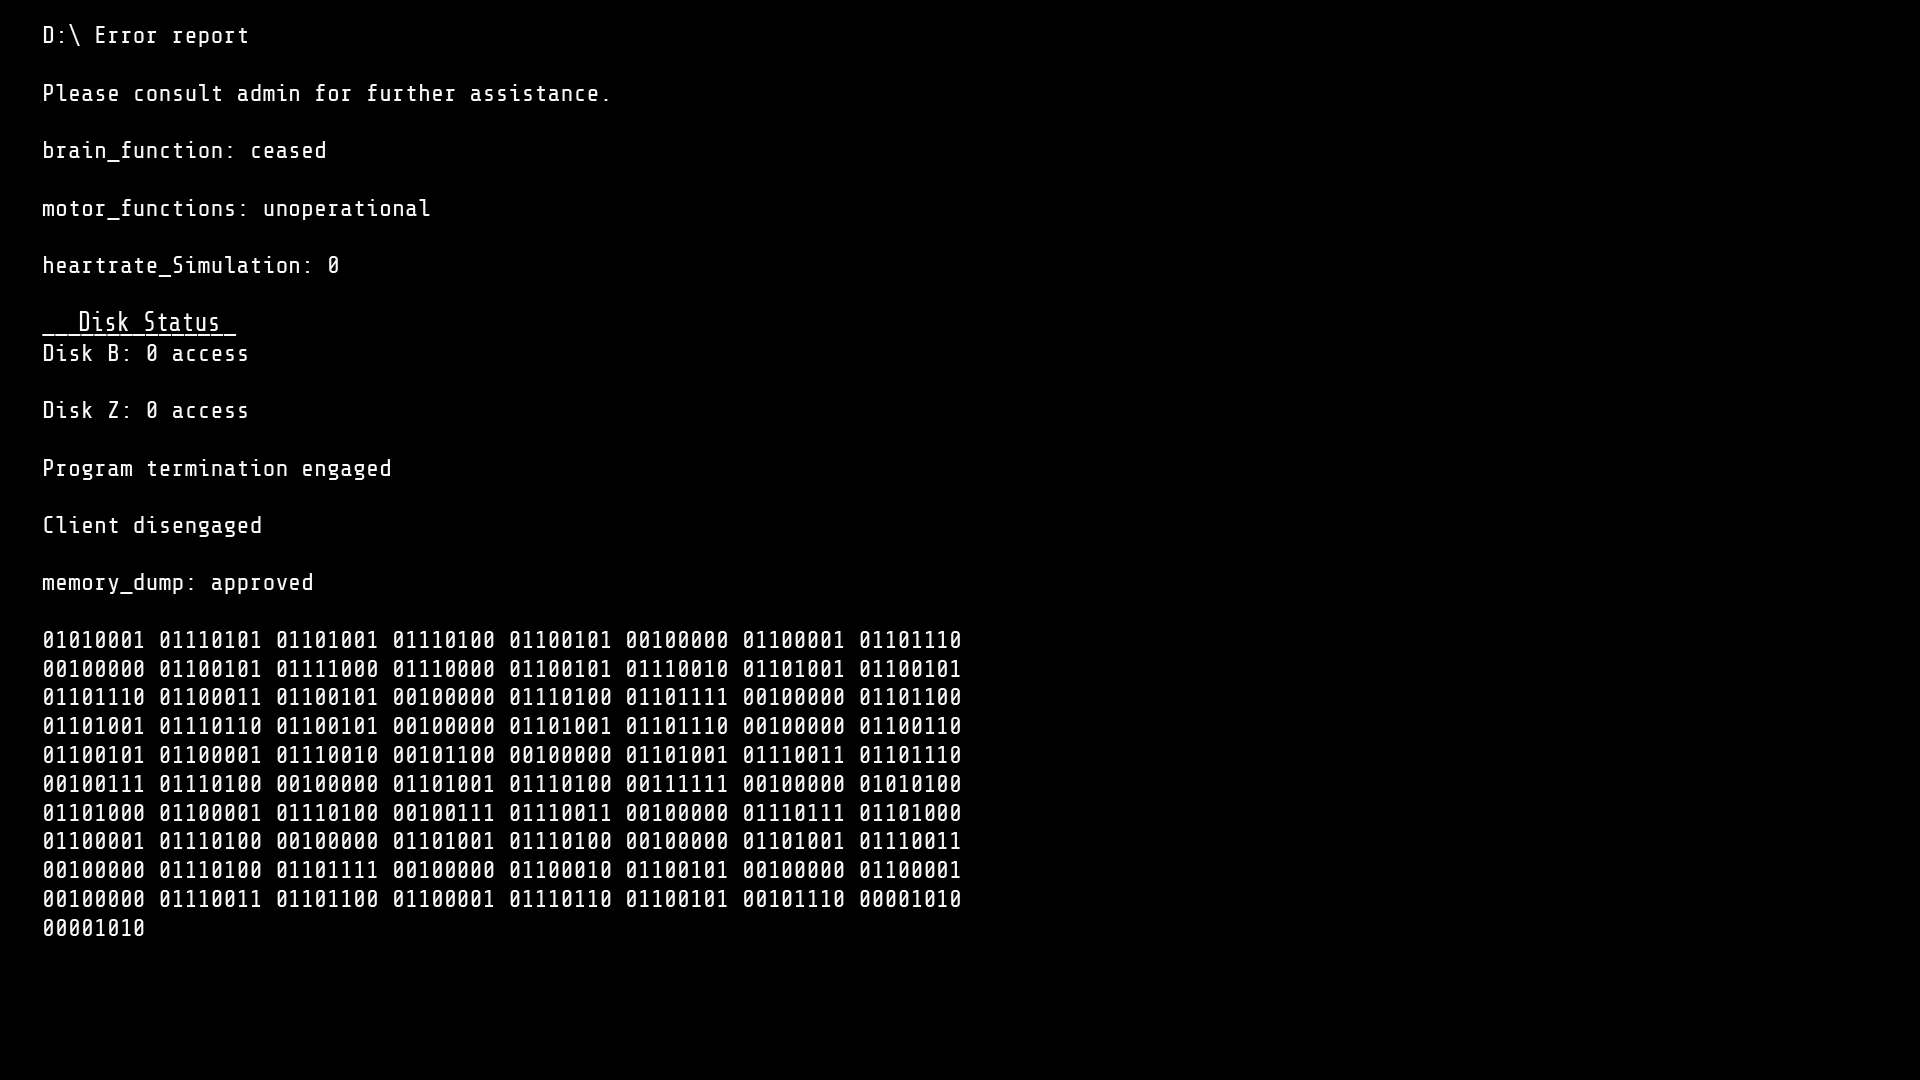 D:\ Error report
Please consult admin for further assistance.
brain_function: ceased
motor_functions: unoperational
heartrate_Simulation: 0
___Disk Status_
Disk B: 0 access
Disk Z: 0 access
Program termination engaged
Client disengaged
memory_dump: approved
01010001 01110101 01101001 01110100 01100101 00100000 01100001 01101110
00100000 01100101 01111000 01110000 01100101 01110010 01101001 01100101
01101110 01100011 01100101 00100000 01110100 01101111 00100000 01101100
01101001 01110110 01100101 00100000 01101001 01101110 00100000 01100110
01100101 01100001 01110010 00101100 00100000 01101001 01110011 01101110
00100111 01110100 00100000 01101001 01110100 00111111 00100000 01010100
01101000 01100001 01110100 00100111 01110011 00100000 01110111 01101000
01100001 01110100 00100000 01101001 01110100 00100000 01101001 01110011
00100000 01110100 01101111 00100000 01100010 01100101 00100000 01100001
00100000 01110011 01101100 01100001 01110110 01100101 00101110 00001010
00001010